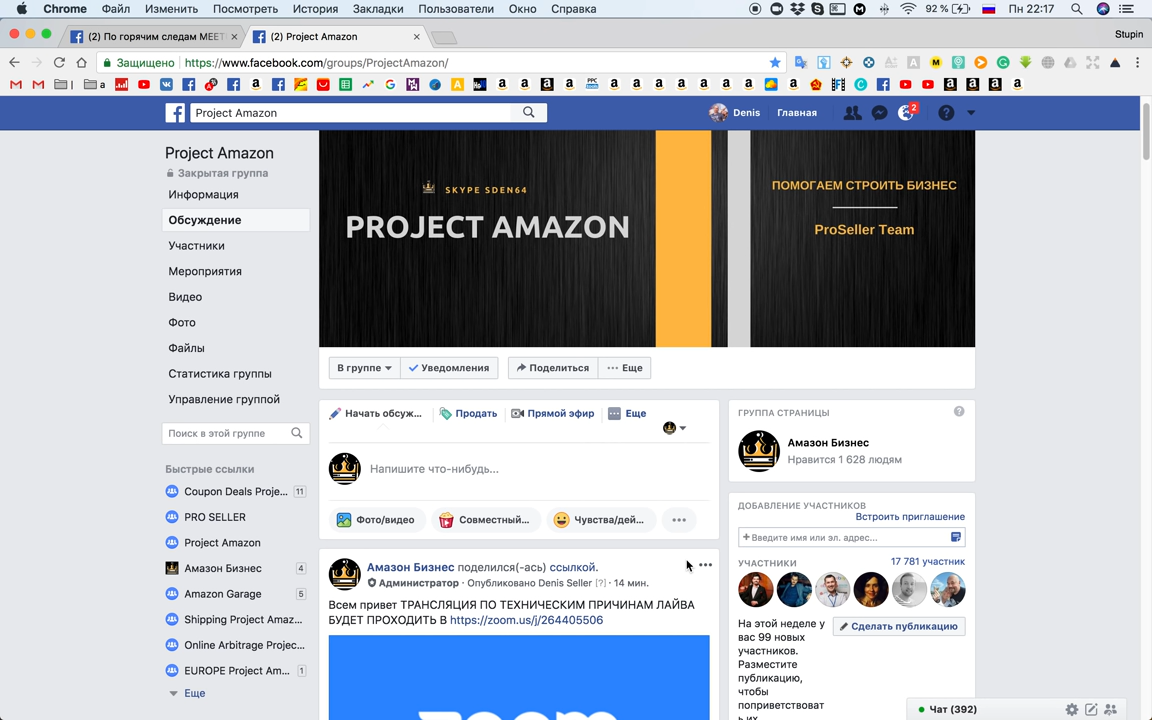 Chrome Файл Изменить Посмотреть История Закладки Пользователи Окно Справка 92 % Пн 22:17
(2) По горячим следам MEET (2) Project Amazon Stupin
Защищено https://www.facebook.com/groups/ProjectAmazon/
Project Amazon Denis Главная 2
Project Amazon
Закрытая группа
Информация
Обсуждение
Участники
Мероприятия
Видео
Фото
Файлы
Статистика группы
Управление группой
Поиск в этой группе
Быстрые ссылки
Coupon Deals Proje... 11
PRO SELLER
Project Amazon
Амазон Бизнес 4
Amazon Garage 5
Shipping Project Amaz...
Online Arbitrage Projec...
EUROPE Project Am... 1
Еще
SKYPE SDEN64
PROJECT AMAZON
ПОМОГАЕМ СТРОИТЬ БИЗНЕС
ProSeller Team
В группе Уведомления Поделиться Еще
Начать обсуж... Продать Прямой эфир Еще
Напишите что-нибудь...
Фото/видео Совместный... Чувства/дей...
Амазон Бизнес поделился(-ась) ссылкой.
Администратор · Опубликовано Denis Seller [?] · 14 мин.
Всем привет ТРАНСЛЯЦИЯ ПО ТЕХНИЧЕСКИМ ПРИЧИНАМ ЛАЙВА
БУДЕТ ПРОХОДИТЬ В https://zoom.us/j/264405506
zoom
ГРУППА СТРАНИЦЫ
Амазон Бизнес
Нравится 1 628 людям
ДОБАВЛЕНИЕ УЧАСТНИКОВ
Встроить приглашение
+ Введите имя или эл. адрес...
УЧАСТНИКИ 17 781 участник
На этой неделе у
вас 99 новых
участников.
Разместите
публикацию,
чтобы
поприветствоват
ь их.
Сделать публикацию
Чат (392)